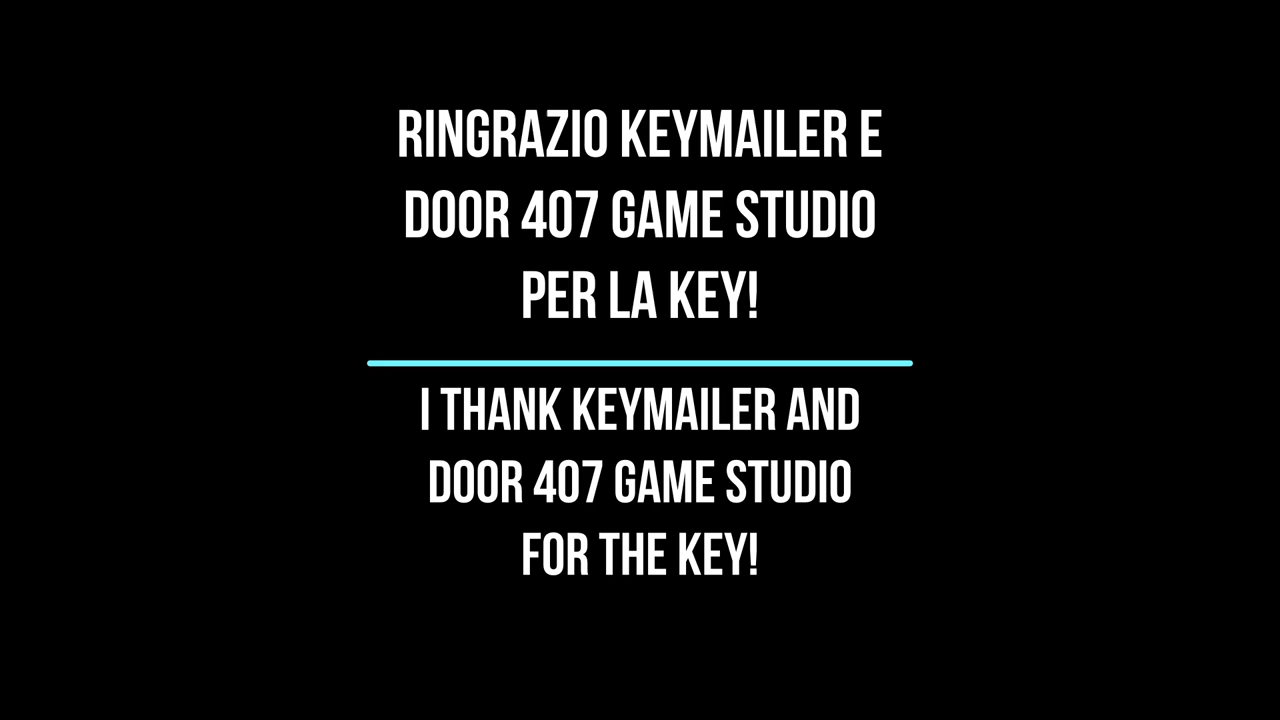 RINGRAZIO KEYMAILER E
DOOR 407 GAME STUDIO
PER LA KEY!
I THANK KEYMAILER AND
DOOR 407 GAME STUDIO
FOR THE KEY!